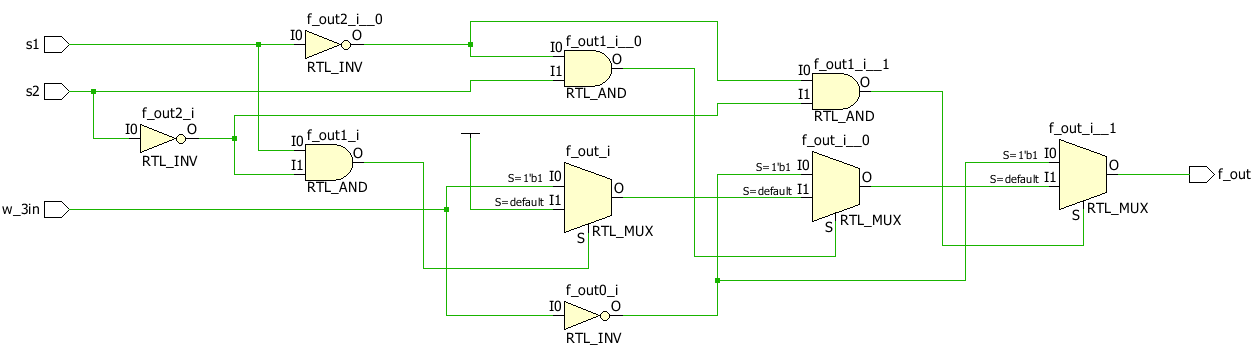 s1
s2
w_3in
f_out2_i__0
I0
O
RTL_INV
f_out2_i
I0
O
RTL_INV
f_out1_i
I0
I1
O
RTL_AND
f_out1_i__0
I0
I1
O
RTL_AND
f_out_i
S=1'b1
I0
S=default
I1
O
S
RTL_MUX
f_out0_i
I0
O
RTL_INV
f_out1_i__1
I0
I1
O
RTL_AND
f_out_i__0
S=1'b1
I0
S=default
I1
O
S
RTL_MUX
f_out_i__1
S=1'b1
I0
S=default
I1
O
S
RTL_MUX
f_out